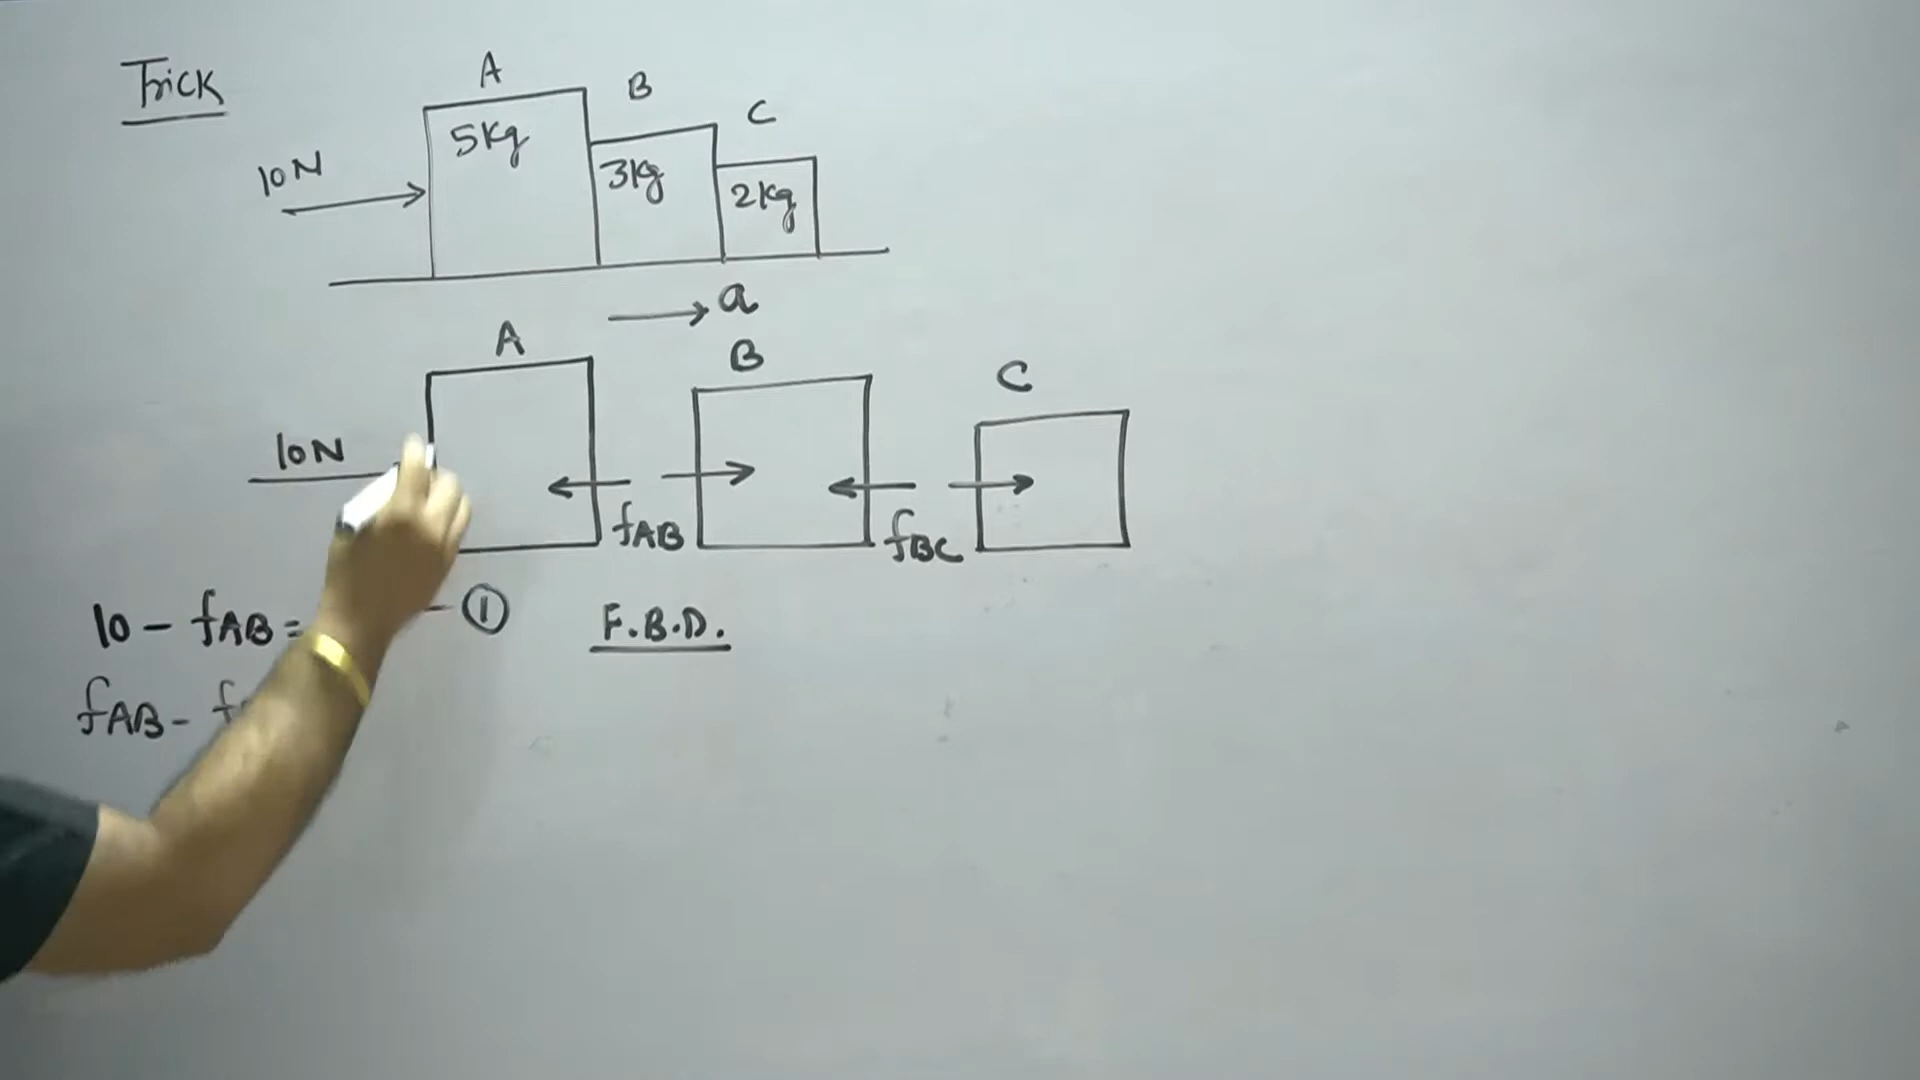 Trick
A
B
C
10N
5Kg
3Kg
2Kg
a
A
B
C
10N
fAB
fBC
10 - fAB = - ①
F.B.D.
fAB -